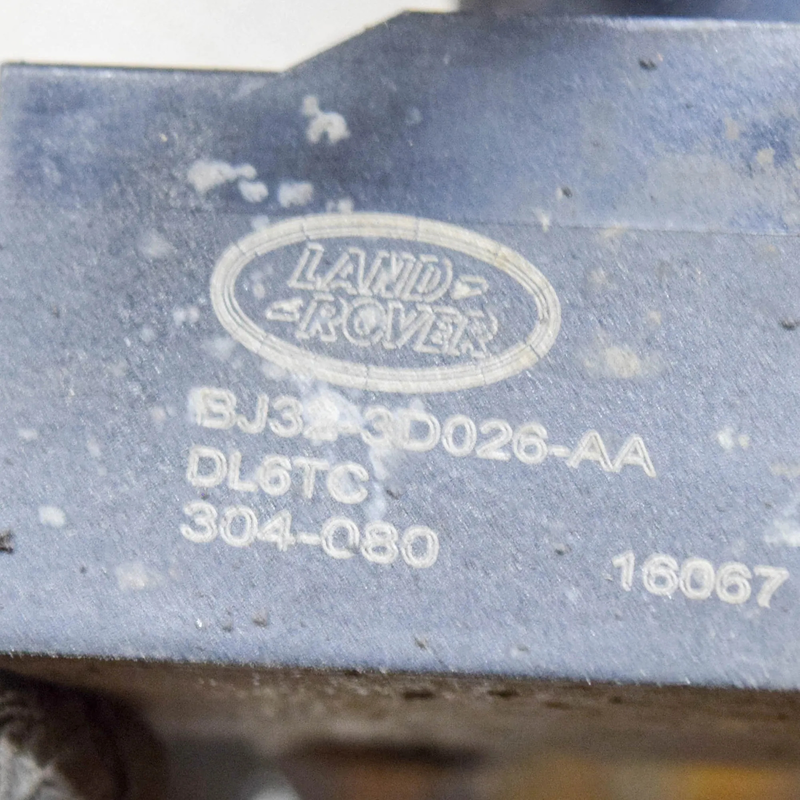 LAND
ROVER
BJ32-3D026-AA
DL6TC
304-080
16067